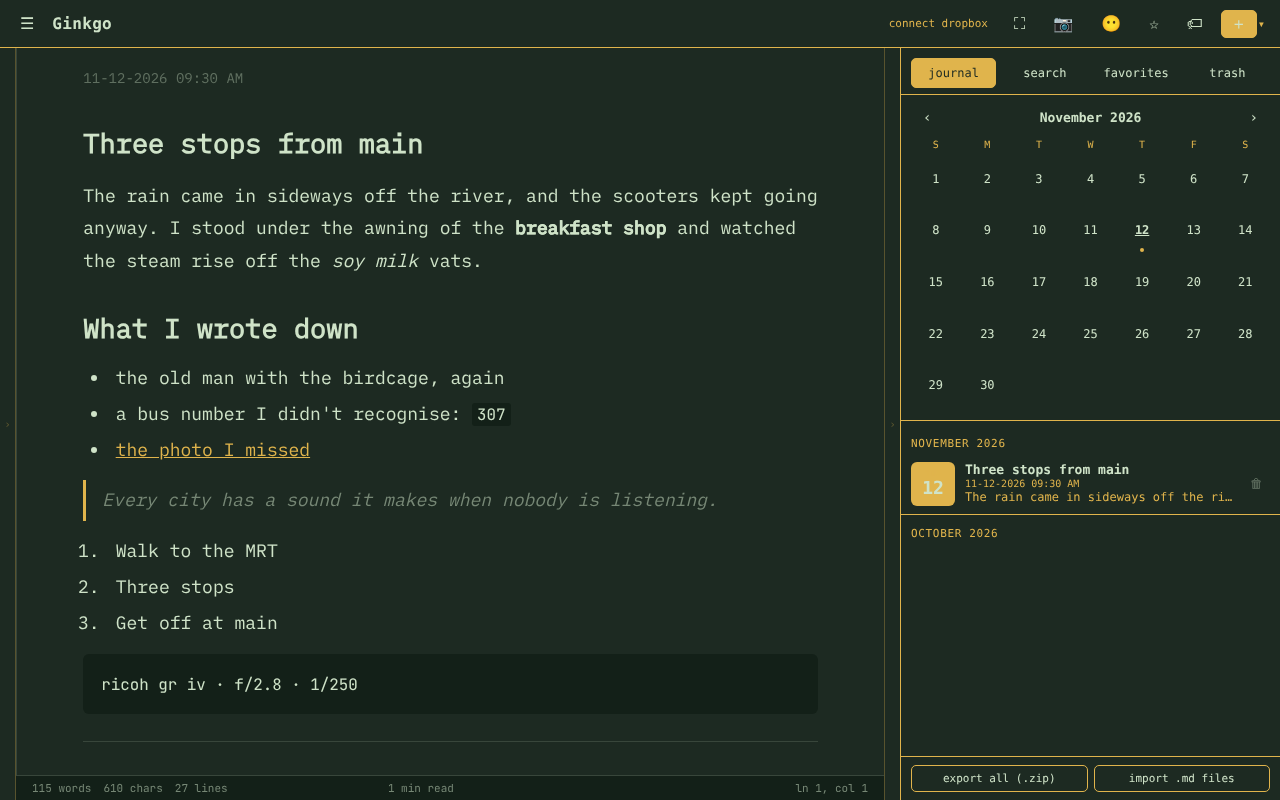 ☰ Ginkgo
connect dropbox
+
11-12-2026 09:30 AM
Three stops from main
The rain came in sideways off the river, and the scooters kept going
anyway. I stood under the awning of the breakfast shop and watched
the steam rise off the soy milk vats.
What I wrote down
• the old man with the birdcage, again
• a bus number I didn't recognise: 307
• the photo I missed
Every city has a sound it makes when nobody is listening.
1. Walk to the MRT
2. Three stops
3. Get off at main
ricoh gr iv · f/2.8 · 1/250
115 words 610 chars 27 lines
1 min read
ln 1, col 1
journal search favorites trash
‹ November 2026 ›
S M T W T F S
1 2 3 4 5 6 7
8 9 10 11 12 13 14
15 16 17 18 19 20 21
22 23 24 25 26 27 28
29 30
NOVEMBER 2026
12
Three stops from main
11-12-2026 09:30 AM
The rain came in sideways off the ri…
OCTOBER 2026
export all (.zip)
import .md files